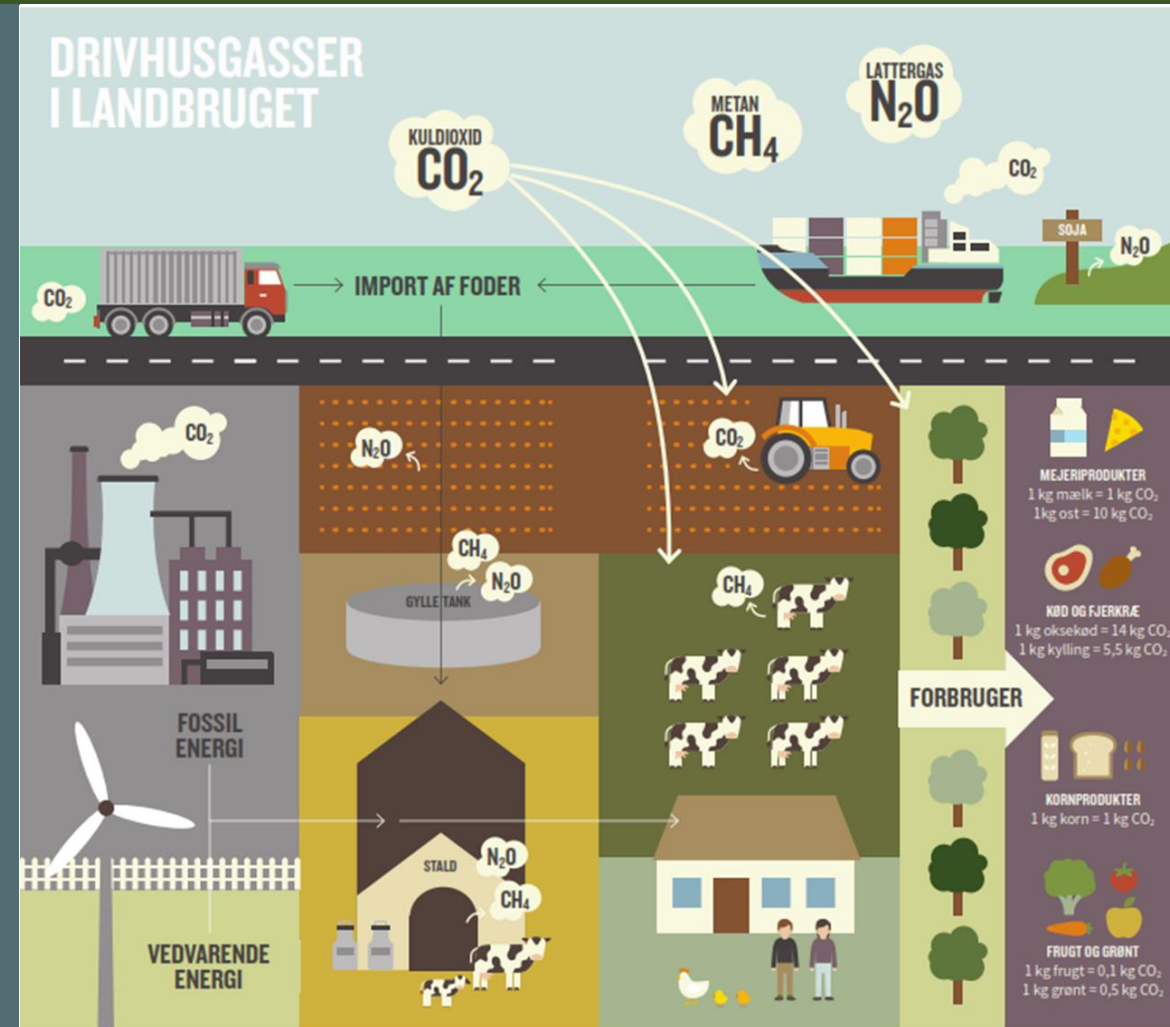 DRIVHUSGASSER
I LANDBRUGET
KULDIOXID
CO₂
METAN
CH₄
LATTERGAS
N₂O
CO₂
SOJA
N₂O
CO₂
IMPORT AF FODER
CO₂
N₂O
CO₂
CH₄
N₂O
GYLLE TANK
CH₄
FOSSIL
ENERGI
STALD
N₂O
CH₄
VEDVARENDE
ENERGI
FORBRUGER
MEJERIPRODUKTER
1 kg mælk = 1 kg CO₂
1kg ost = 10 kg CO₂
KØD OG FJERKRÆ
1 kg oksekød = 14 kg CO₂
1 kg kylling = 5,5 kg CO₂
KORNPRODUKTER
1 kg korn = 1 kg CO₂
FRUGT OG GRØNT
1 kg frugt = 0,1 kg CO₂
1 kg grønt = 0,5 kg CO₂